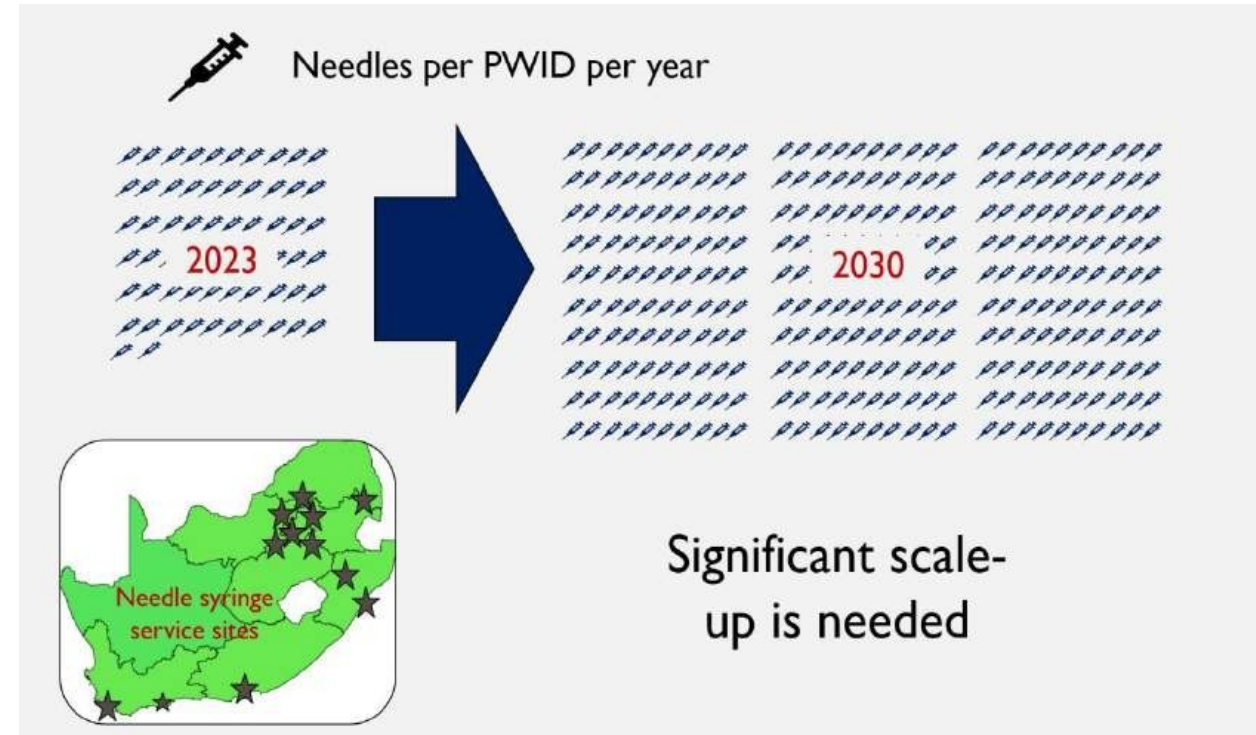 Needles per PWID per year
2023
2030
Needle syringe
service sites
Significant scale-
up is needed